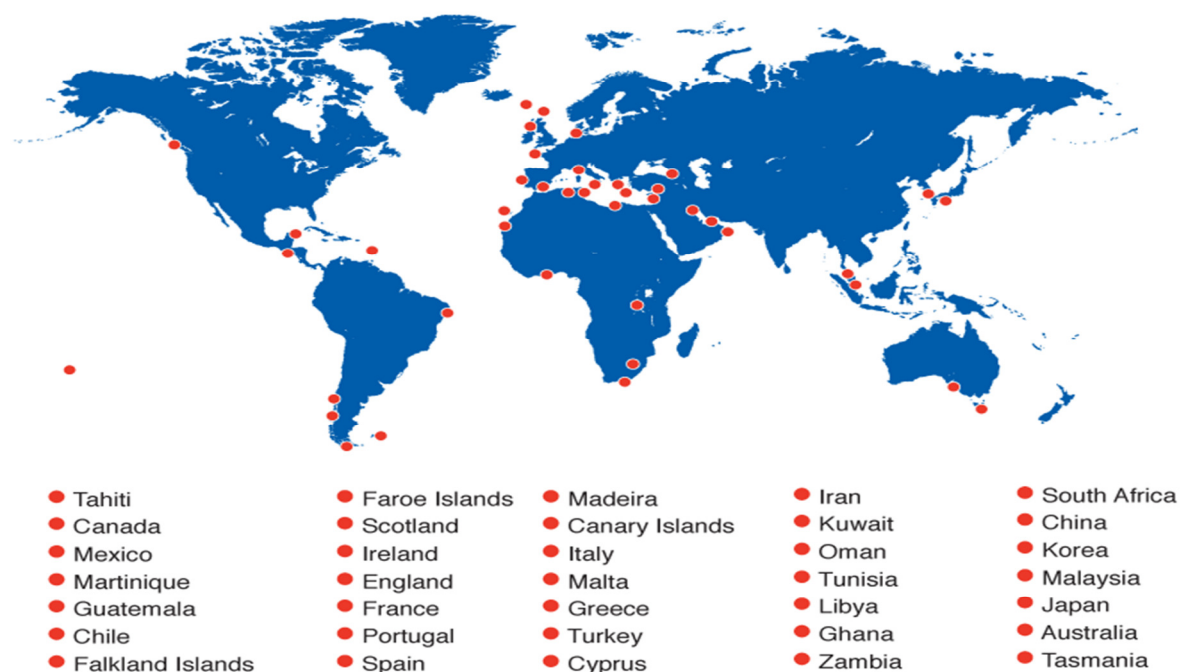 Tahiti
Canada
Mexico
Martinique
Guatemala
Chile
Falkland Islands
Faroe Islands
Scotland
Ireland
England
France
Portugal
Spain
Madeira
Canary Islands
Italy
Malta
Greece
Turkey
Cyprus
Iran
Kuwait
Oman
Tunisia
Libya
Ghana
Zambia
South Africa
China
Korea
Malaysia
Japan
Australia
Tasmania